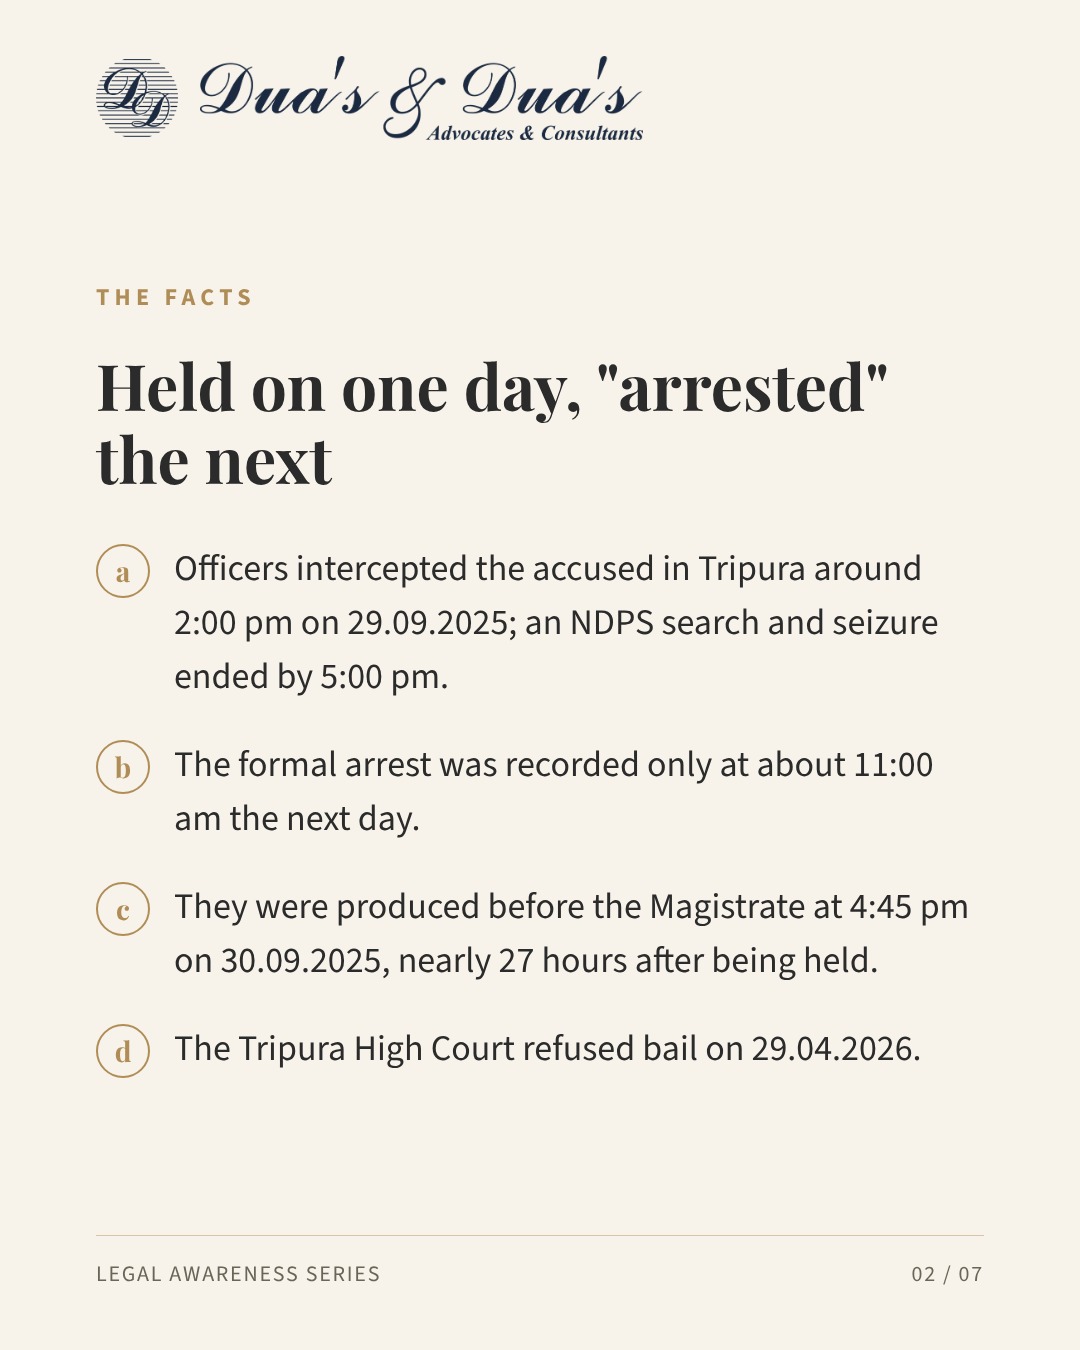 DD Dua's & Dua's
Advocates & Consultants
THE FACTS
Held on one day, "arrested"
the next
a Officers intercepted the accused in Tripura around
2:00 pm on 29.09.2025; an NDPS search and seizure
ended by 5:00 pm.
b The formal arrest was recorded only at about 11:00
am the next day.
c They were produced before the Magistrate at 4:45 pm
on 30.09.2025, nearly 27 hours after being held.
d The Tripura High Court refused bail on 29.04.2026.
LEGAL AWARENESS SERIES 02 / 07